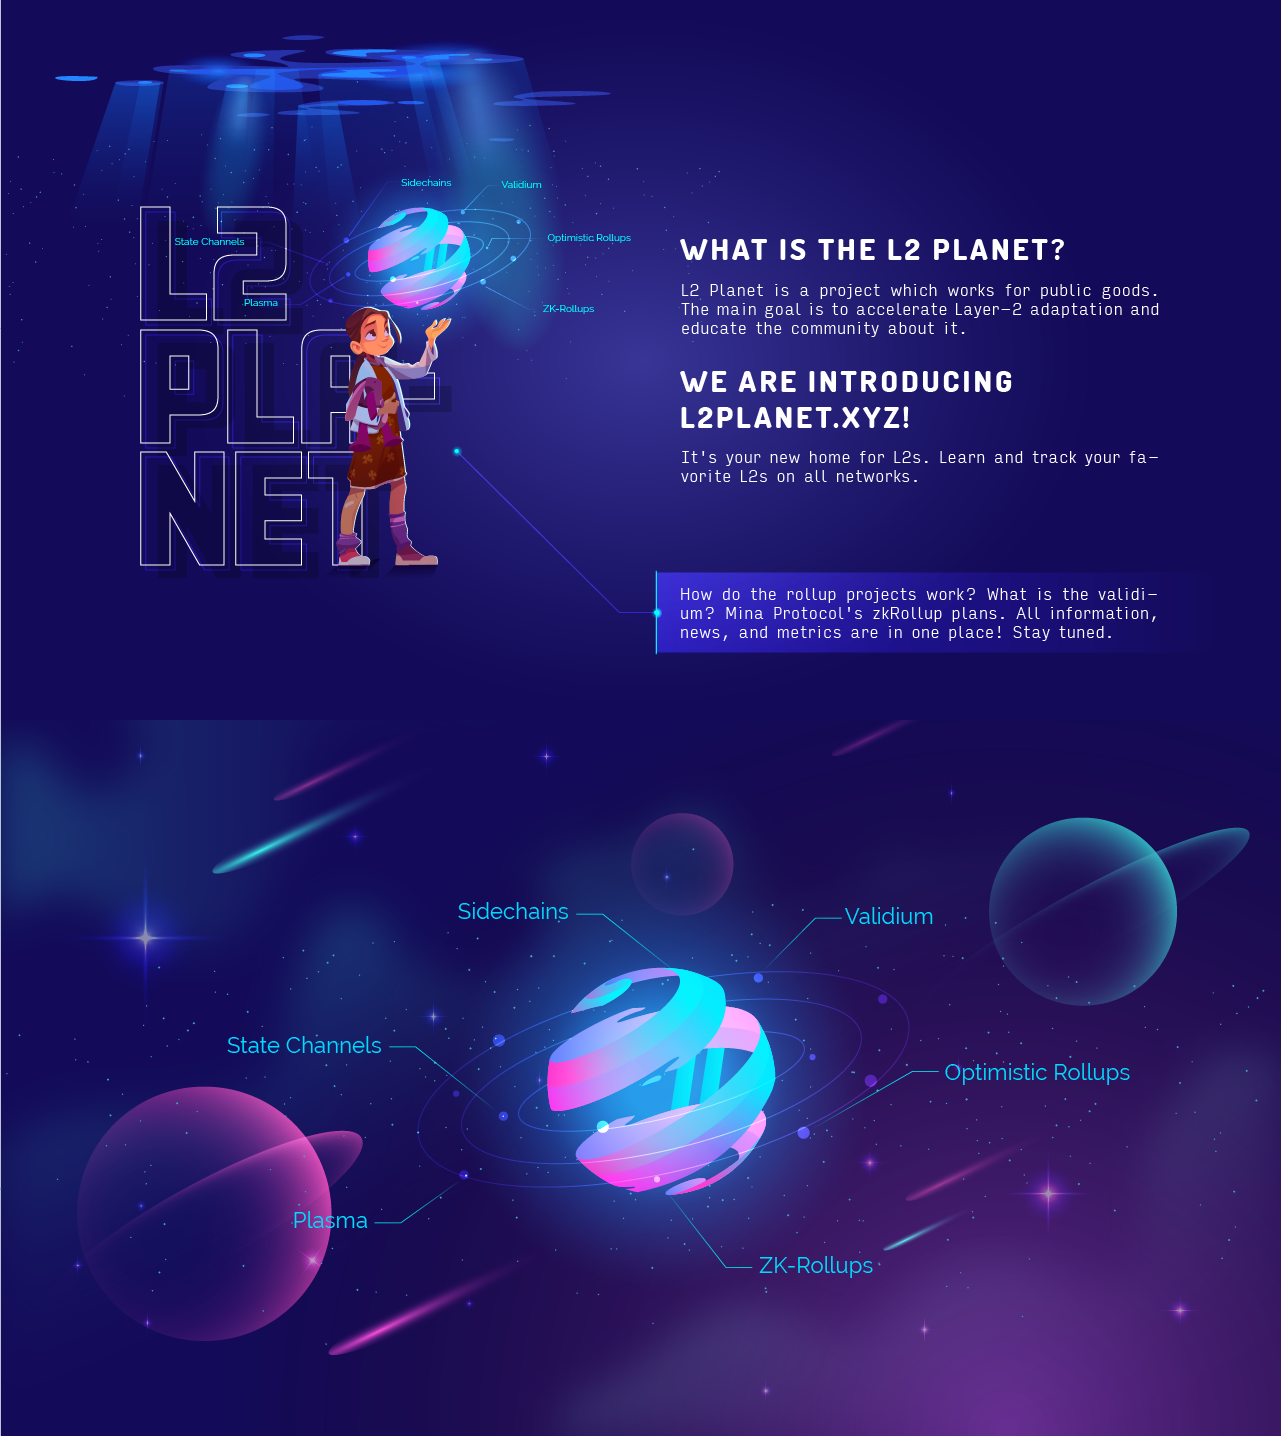 Sidechains
Validium
State Channels
Optimistic Rollups
Plasma
ZK-Rollups
L2
PLA
NET
WHAT IS THE L2 PLANET?
L2 Planet is a project which works for public goods.
The main goal is to accelerate Layer-2 adaptation and
educate the community about it.
WE ARE INTRODUCING
L2PLANET.XYZ!
It's your new home for L2s. Learn and track your fa-
vorite L2s on all networks.
How do the rollup projects work? What is the validi-
um? Mina Protocol's zkRollup plans. All information,
news, and metrics are in one place! Stay tuned.
Sidechains
Validium
State Channels
Optimistic Rollups
Plasma
ZK-Rollups